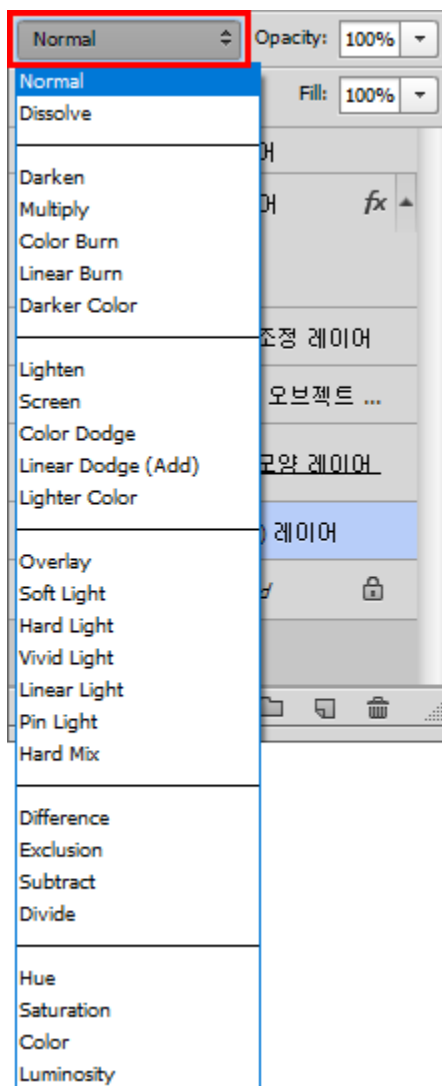 Normal Opacity: 100%
Normal
Fill: 100%
Dissolve
어
Darken
어 fx
Multiply
Color Burn
Linear Burn
Darker Color
조정 레이어
Lighten
Screen
오브젝트 ...
Color Dodge
Linear Dodge (Add)
모양 레이어
Lighter Color
) 레이어
Overlay
Soft Light
Hard Light
Vivid Light
Linear Light
Pin Light
Hard Mix
Difference
Exclusion
Subtract
Divide
Hue
Saturation
Color
Luminosity